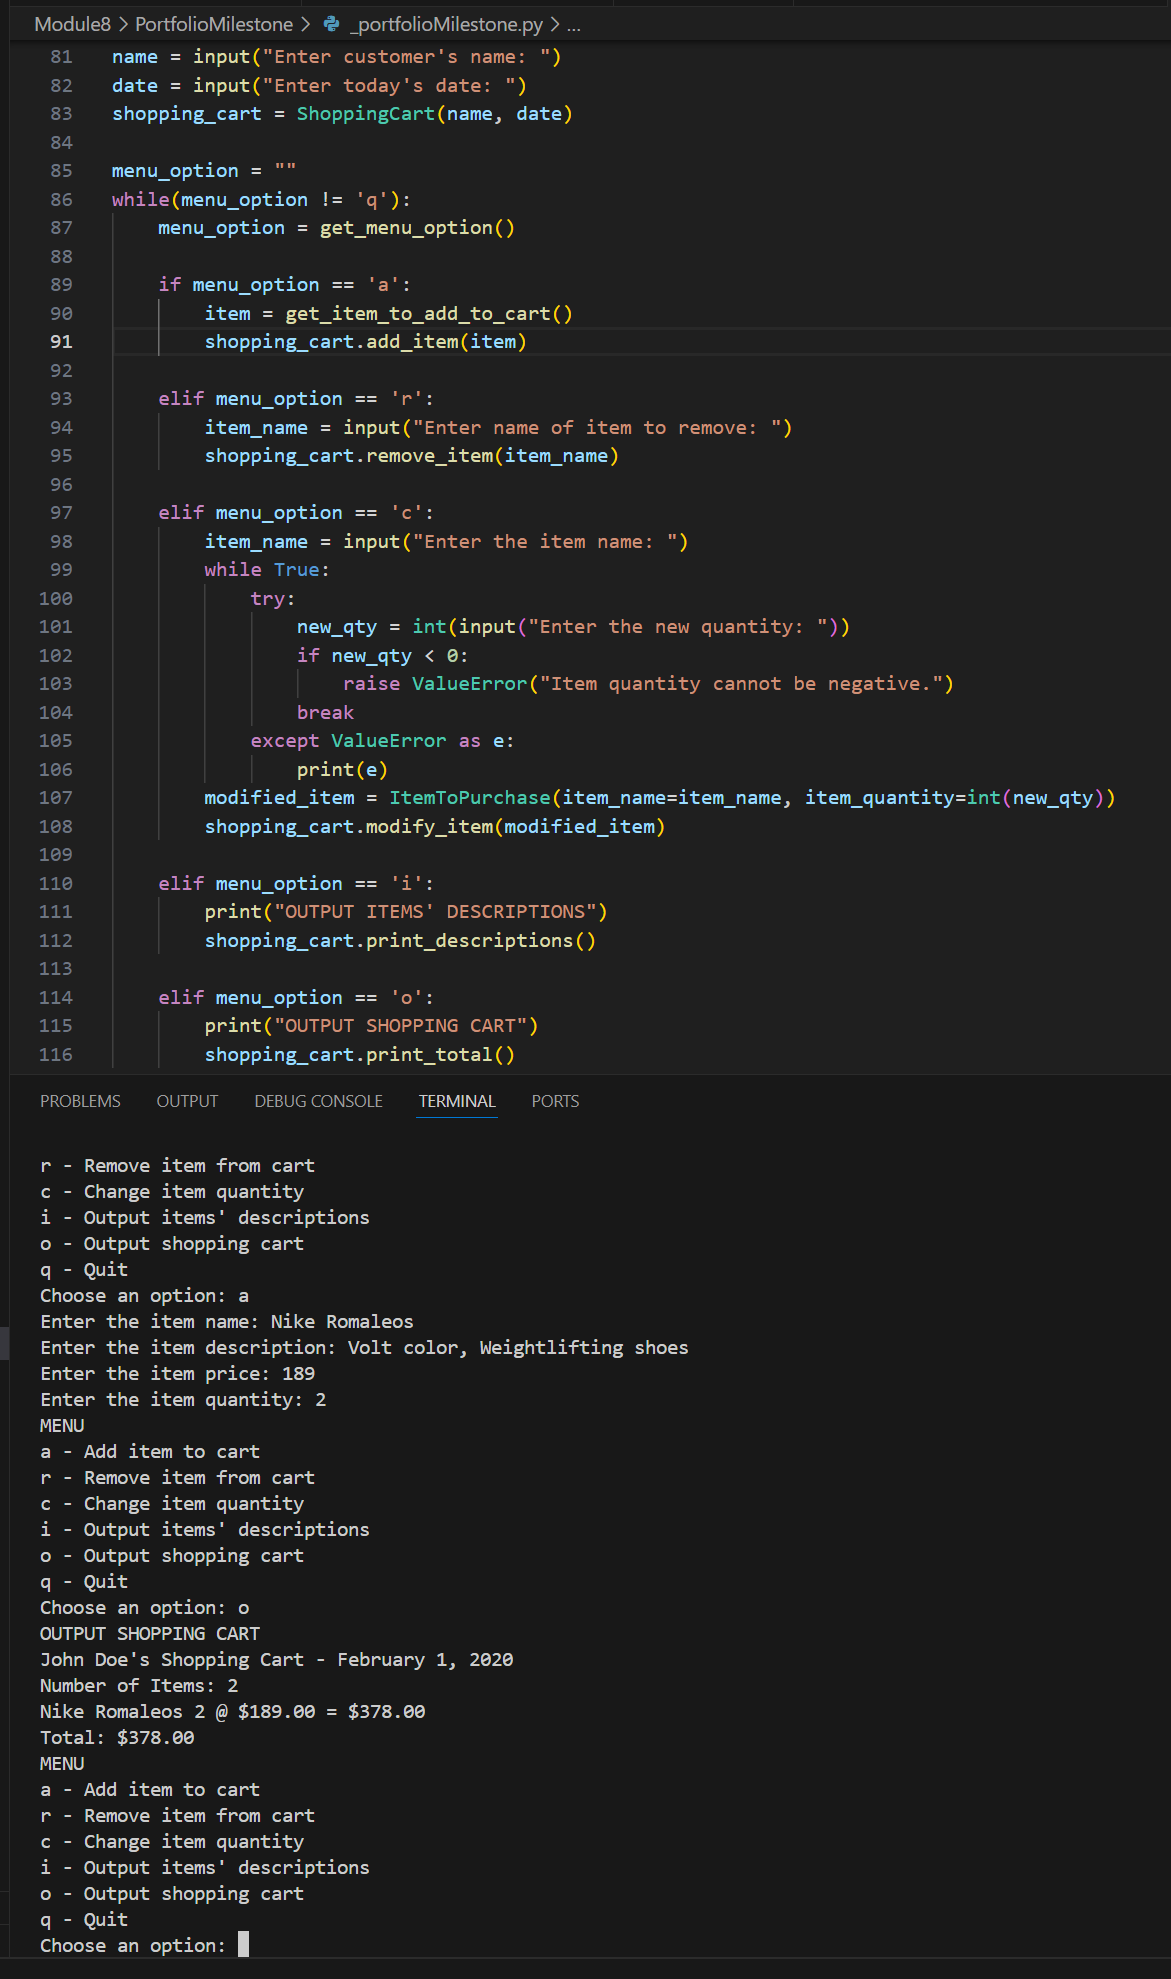 Module8 > PortfolioMilestone > _portfolioMilestone.py > ...
81 name = input("Enter customer's name: ")
82 date = input("Enter today's date: ")
83 shopping_cart = ShoppingCart(name, date)
84
85 menu_option = ""
86 while(menu_option != 'q'):
87     menu_option = get_menu_option()
88
89     if menu_option == 'a':
90         item = get_item_to_add_to_cart()
91         shopping_cart.add_item(item)
92
93     elif menu_option == 'r':
94         item_name = input("Enter name of item to remove: ")
95         shopping_cart.remove_item(item_name)
96
97     elif menu_option == 'c':
98         item_name = input("Enter the item name: ")
99         while True:
100             try:
101                 new_qty = int(input("Enter the new quantity: "))
102                 if new_qty < 0:
103                     raise ValueError("Item quantity cannot be negative.")
104                 break
105             except ValueError as e:
106                 print(e)
107         modified_item = ItemToPurchase(item_name=item_name, item_quantity=int(new_qty))
108         shopping_cart.modify_item(modified_item)
109
110     elif menu_option == 'i':
111         print("OUTPUT ITEMS' DESCRIPTIONS")
112         shopping_cart.print_descriptions()
113
114     elif menu_option == 'o':
115         print("OUTPUT SHOPPING CART")
116         shopping_cart.print_total()
PROBLEMS OUTPUT DEBUG CONSOLE TERMINAL PORTS
r - Remove item from cart
c - Change item quantity
i - Output items' descriptions
o - Output shopping cart
q - Quit
Choose an option: a
Enter the item name: Nike Romaleos
Enter the item description: Volt color, Weightlifting shoes
Enter the item price: 189
Enter the item quantity: 2
MENU
a - Add item to cart
r - Remove item from cart
c - Change item quantity
i - Output items' descriptions
o - Output shopping cart
q - Quit
Choose an option: o
OUTPUT SHOPPING CART
John Doe's Shopping Cart - February 1, 2020
Number of Items: 2
Nike Romaleos 2 @ $189.00 = $378.00
Total: $378.00
MENU
a - Add item to cart
r - Remove item from cart
c - Change item quantity
i - Output items' descriptions
o - Output shopping cart
q - Quit
Choose an option: